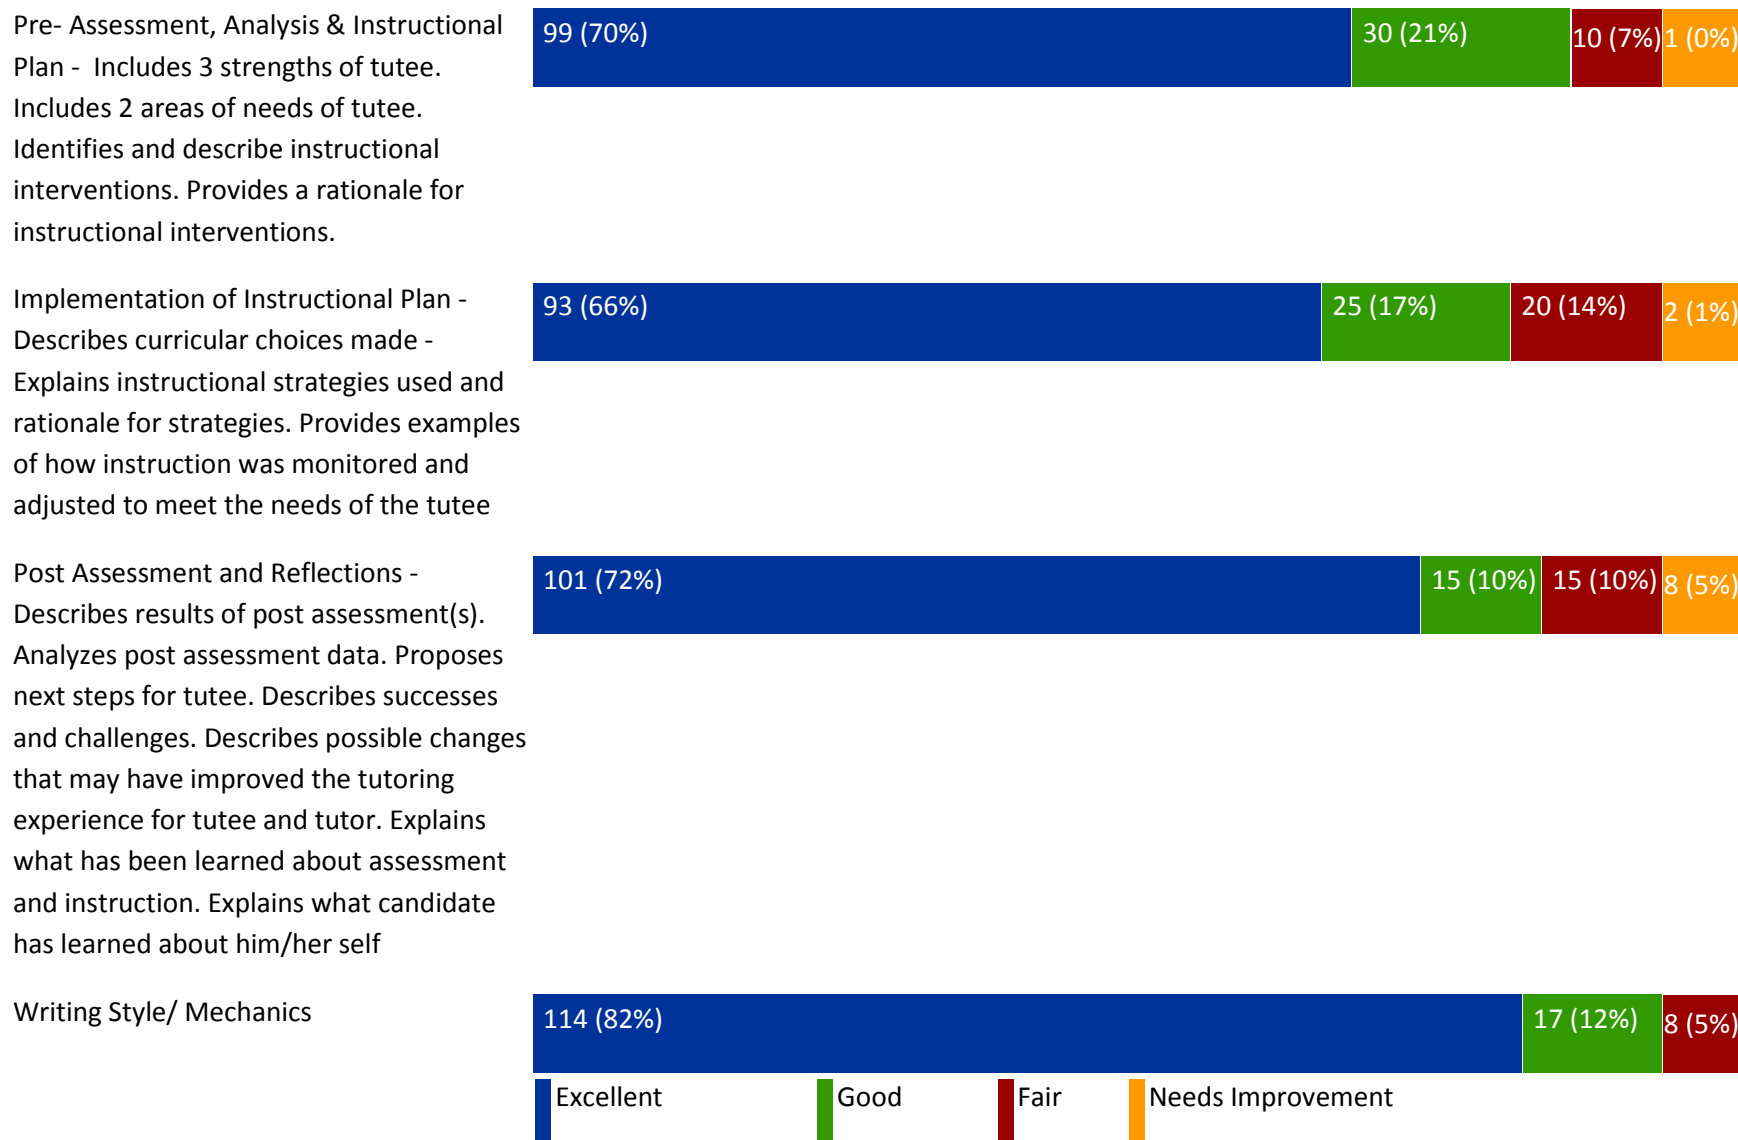 Pre- Assessment, Analysis & Instructional
Plan -  Includes 3 strengths of tutee.
Includes 2 areas of needs of tutee.
Identifies and describe instructional
interventions. Provides a rationale for
instructional interventions.
99 (70%)
30 (21%)
10 (7%)
1 (0%)
Implementation of Instructional Plan -
Describes curricular choices made -
Explains instructional strategies used and
rationale for strategies. Provides examples
of how instruction was monitored and
adjusted to meet the needs of the tutee
93 (66%)
25 (17%)
20 (14%)
2 (1%)
Post Assessment and Reflections -
Describes results of post assessment(s).
Analyzes post assessment data. Proposes
next steps for tutee. Describes successes
and challenges. Describes possible changes
that may have improved the tutoring
experience for tutee and tutor. Explains
what has been learned about assessment
and instruction. Explains what candidate
has learned about him/her self
101 (72%)
15 (10%)
15 (10%)
8 (5%)
Writing Style/ Mechanics
114 (82%)
17 (12%)
8 (5%)
Excellent
Good
Fair
Needs Improvement